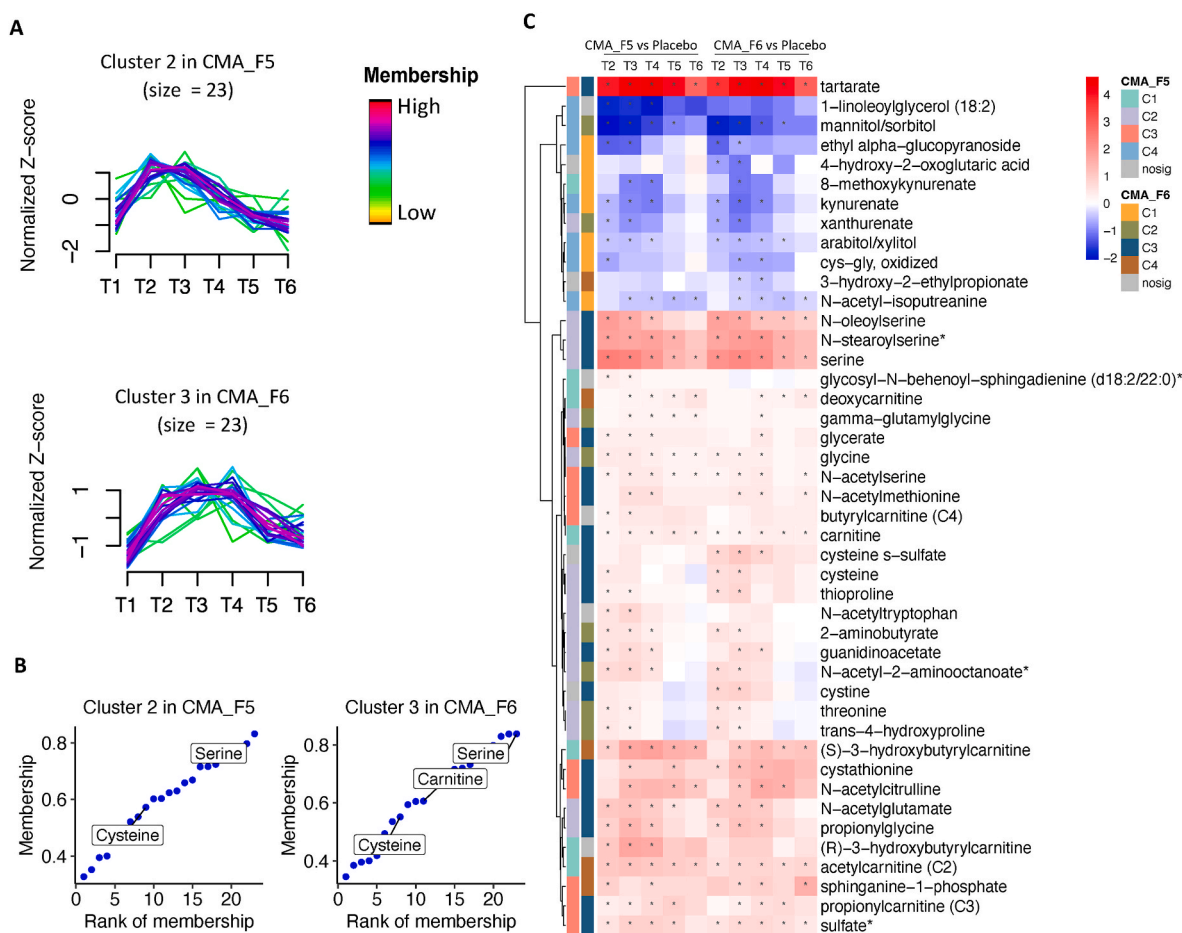 A
Cluster 2 in CMA_F5
(size = 23)
Normalized Z−score
0
−2
T1 T2 T3 T4 T5 T6
Membership
High
Low
Cluster 3 in CMA_F6
(size = 23)
Normalized Z−score
1
−1
T1 T2 T3 T4 T5 T6
B
Cluster 2 in CMA_F5
Membership
0.8
0.6
0.4
Serine
Cysteine
0 5 10 15 20
Rank of membership
Cluster 3 in CMA_F6
Membership
0.8
0.6
0.4
Serine
Carnitine
Cysteine
0 5 10 15 20
Rank of membership
C
CMA_F5 vs Placebo CMA_F6 vs Placebo
T2 T3 T4 T5 T6 T2 T3 T4 T5 T6
tartarate
1−linoleoylglycerol (18:2)
mannitol/sorbitol
ethyl alpha−glucopyranoside
4−hydroxy−2−oxoglutaric acid
8−methoxykynurenate
kynurenate
xanthurenate
arabitol/xylitol
cys−gly, oxidized
3−hydroxy−2−ethylpropionate
N−acetyl−isoputreanine
N−oleoylserine
N−stearoylserine*
serine
glycosyl−N−behenoyl−sphingadienine (d18:2/22:0)*
deoxycarnitine
gamma−glutamylglycine
glycerate
glycine
N−acetylserine
N−acetylmethionine
butyrylcarnitine (C4)
carnitine
cysteine s−sulfate
cysteine
thioproline
N−acetyltryptophan
2−aminobutyrate
guanidinoacetate
N−acetyl−2−aminooctanoate*
cystine
threonine
trans−4−hydroxyproline
(S)−3−hydroxybutyrylcarnitine
cystathionine
N−acetylcitrulline
N−acetylglutamate
propionylglycine
(R)−3−hydroxybutyrylcarnitine
acetylcarnitine (C2)
sphinganine−1−phosphate
propionylcarnitine (C3)
sulfate*
4
3
2
1
0
−1
−2
CMA_F5
C1
C2
C3
C4
nosig
CMA_F6
C1
C2
C3
C4
nosig